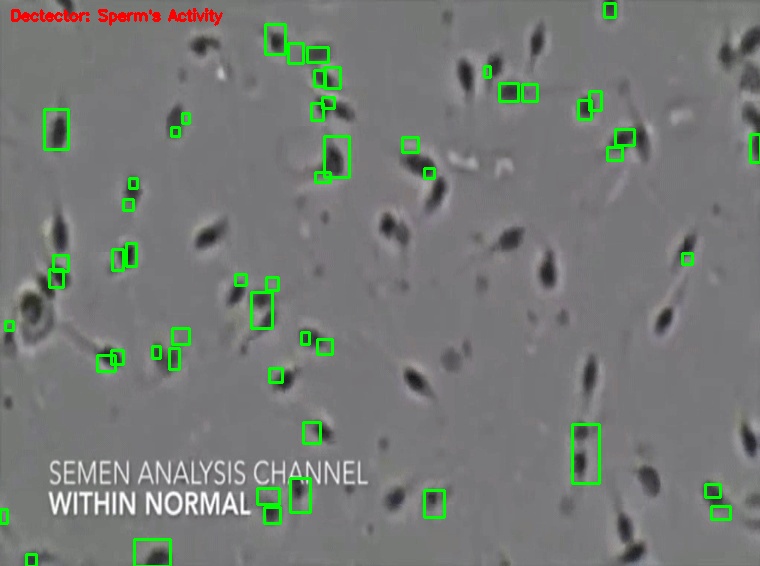 Dectector: Sperm's Activity
SEMEN ANALYSIS CHANNEL
WITHIN NORMAL